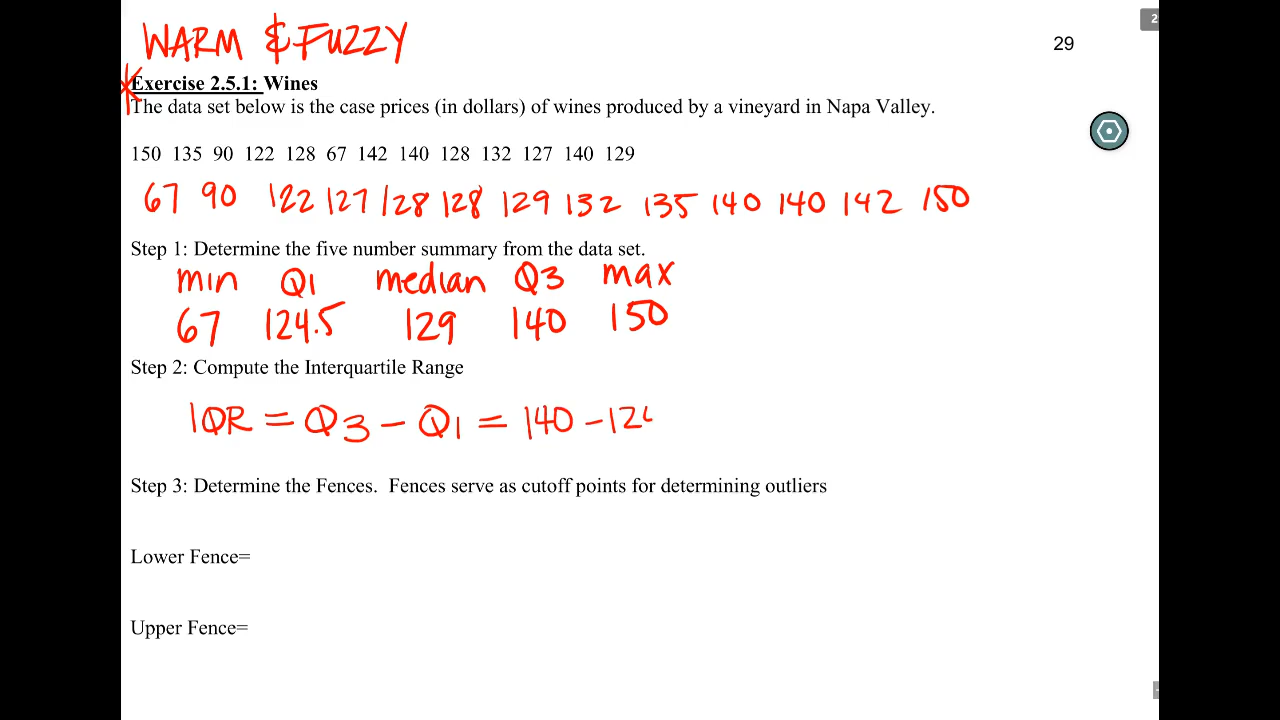 WARM & FUZZY
2
29
Exercise 2.5.1: Wines
The data set below is the case prices (in dollars) of wines produced by a vineyard in Napa Valley.
150 135 90 122 128 67 142 140 128 132 127 140 129
67 90 122 127 128 128 129 132 135 140 140 142 150
Step 1: Determine the five number summary from the data set.
min Q1 median Q3 max
67 124.5 129 140 150
Step 2: Compute the Interquartile Range
IQR = Q3 - Q1 = 140 - 124
Step 3: Determine the Fences. Fences serve as cutoff points for determining outliers
Lower Fence=
Upper Fence=